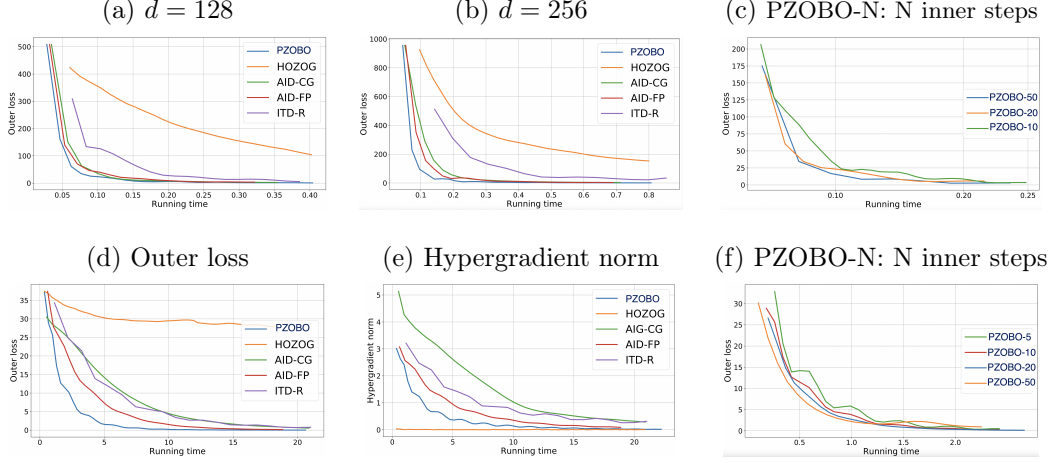 (a) d = 128
(b) d = 256
(c) PZOBO-N: N inner steps
500
400
300
200
100
0
Outer loss
0.05
0.10
0.15
0.20
0.25
0.30
0.35
0.40
Running time
PZOBO
HOZOG
AID-CG
AID-FP
ITD-R
1000
800
600
400
200
0
Outer loss
0.1
0.2
0.3
0.4
0.5
0.6
0.7
0.8
Running time
PZOBO
HOZOG
AID-CG
AID-FP
ITD-R
200
175
150
125
100
75
50
25
0
Outer loss
0.10
0.20
0.25
Running time
PZOBO-50
PZOBO-20
PZOBO-10
(d) Outer loss
(e) Hypergradient norm
(f) PZOBO-N: N inner steps
35
30
25
20
15
10
5
0
Outer loss
0
5
10
15
20
Running time
PZOBO
HOZOG
AID-CG
AID-FP
ITD-R
5
4
3
2
1
0
Hypergradient norm
0
5
10
15
20
Running time
PZOBO
HOZOG
AIG-CG
AID-FP
ITD-R
30
25
20
15
10
5
0
Outer loss
0.5
1.0
1.5
2.0
Running time
PZOBO-5
PZOBO-10
PZOBO-20
PZOBO-50